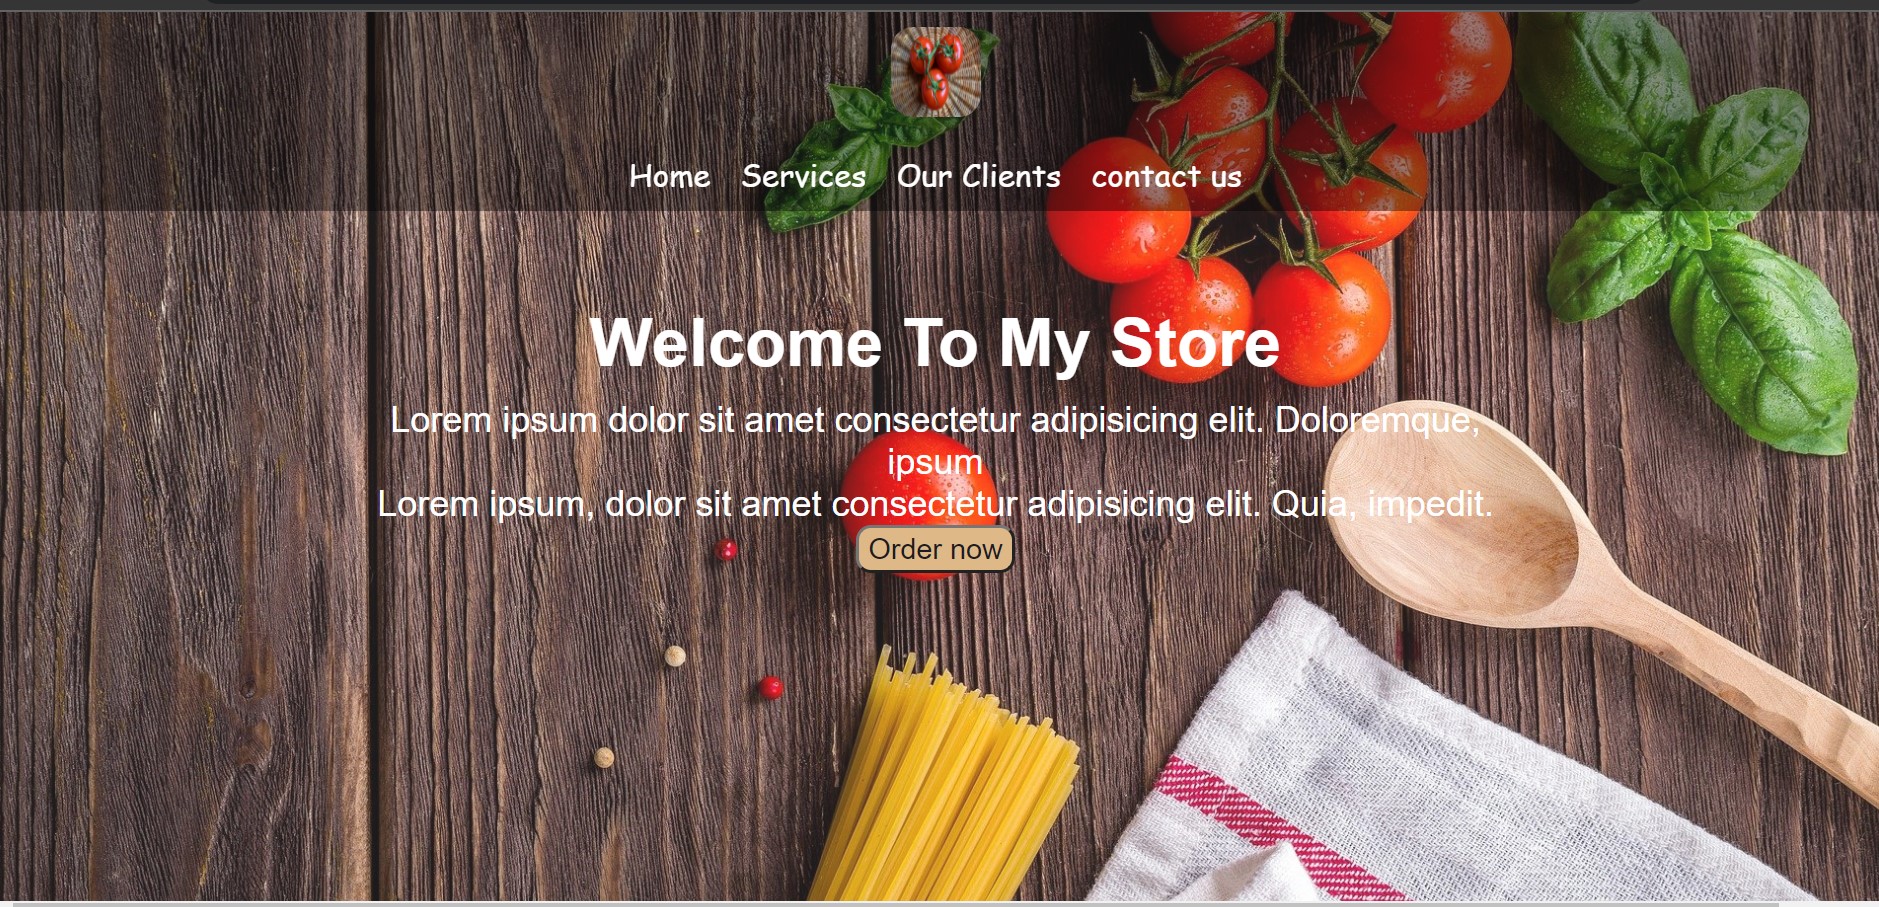 Home Services Our Clients contact us
Welcome To My Store
Lorem ipsum dolor sit amet consectetur adipisicing elit. Doloremque,
ipsum
Lorem ipsum, dolor sit amet consectetur adipisicing elit. Quia, impedit.
Order now